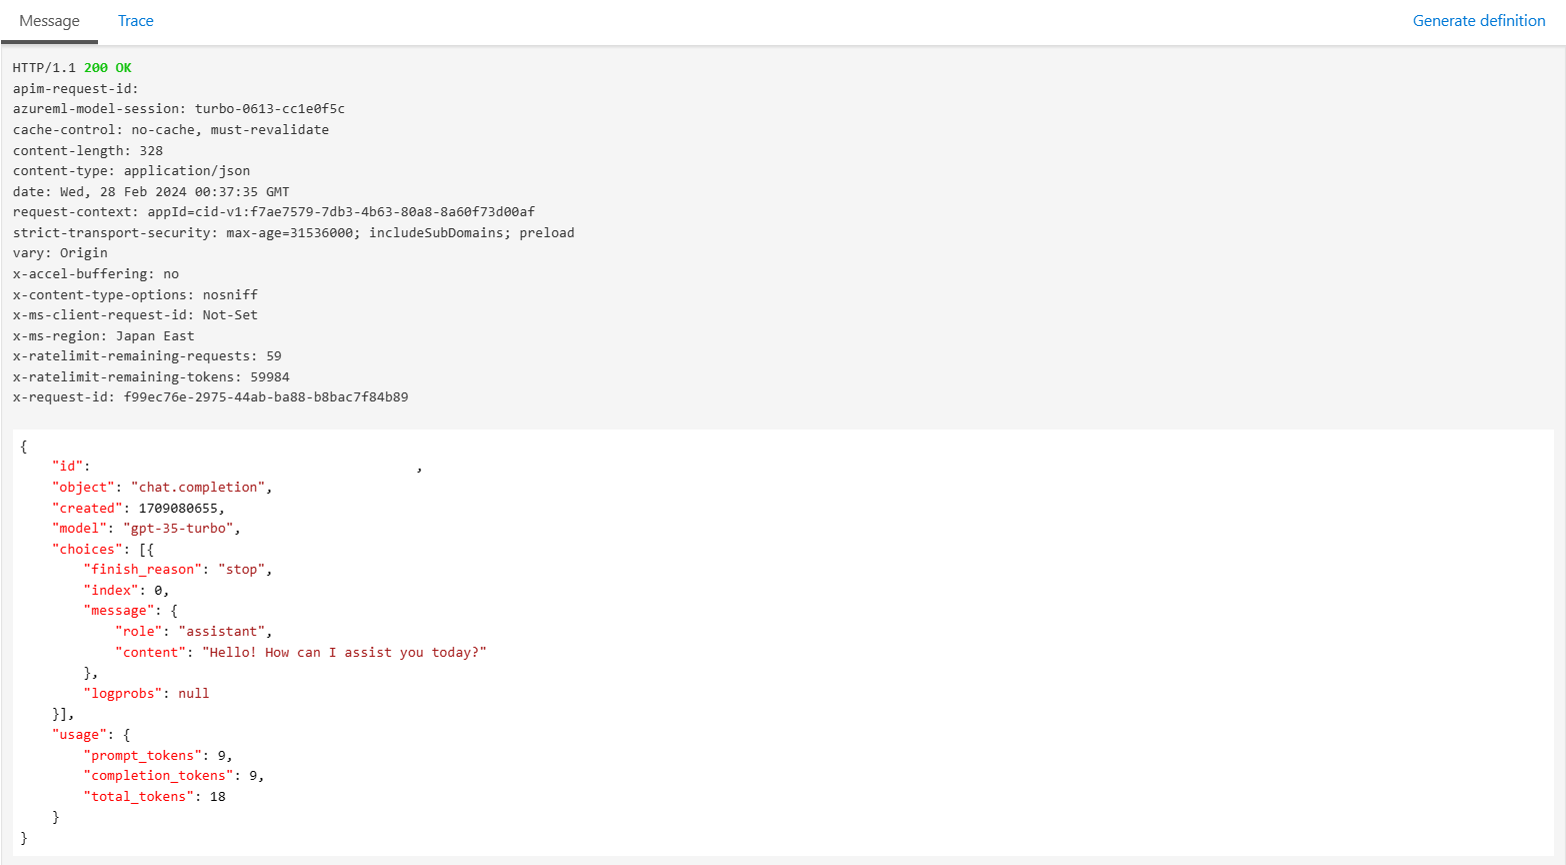 Message Trace Generate definition
HTTP/1.1 200 OK
apim-request-id:
azureml-model-session: turbo-0613-cc1e0f5c
cache-control: no-cache, must-revalidate
content-length: 328
content-type: application/json
date: Wed, 28 Feb 2024 00:37:35 GMT
request-context: appId=cid-v1:f7ae7579-7db3-4b63-80a8-8a60f73d00af
strict-transport-security: max-age=31536000; includeSubDomains; preload
vary: Origin
x-accel-buffering: no
x-content-type-options: nosniff
x-ms-client-request-id: Not-Set
x-ms-region: Japan East
x-ratelimit-remaining-requests: 59
x-ratelimit-remaining-tokens: 59984
x-request-id: f99ec76e-2975-44ab-ba88-b8bac7f84b89
{
    "id": ,
    "object": "chat.completion",
    "created": 1709080655,
    "model": "gpt-35-turbo",
    "choices": [{
        "finish_reason": "stop",
        "index": 0,
        "message": {
            "role": "assistant",
            "content": "Hello! How can I assist you today?"
        },
        "logprobs": null
    }],
    "usage": {
        "prompt_tokens": 9,
        "completion_tokens": 9,
        "total_tokens": 18
    }
}